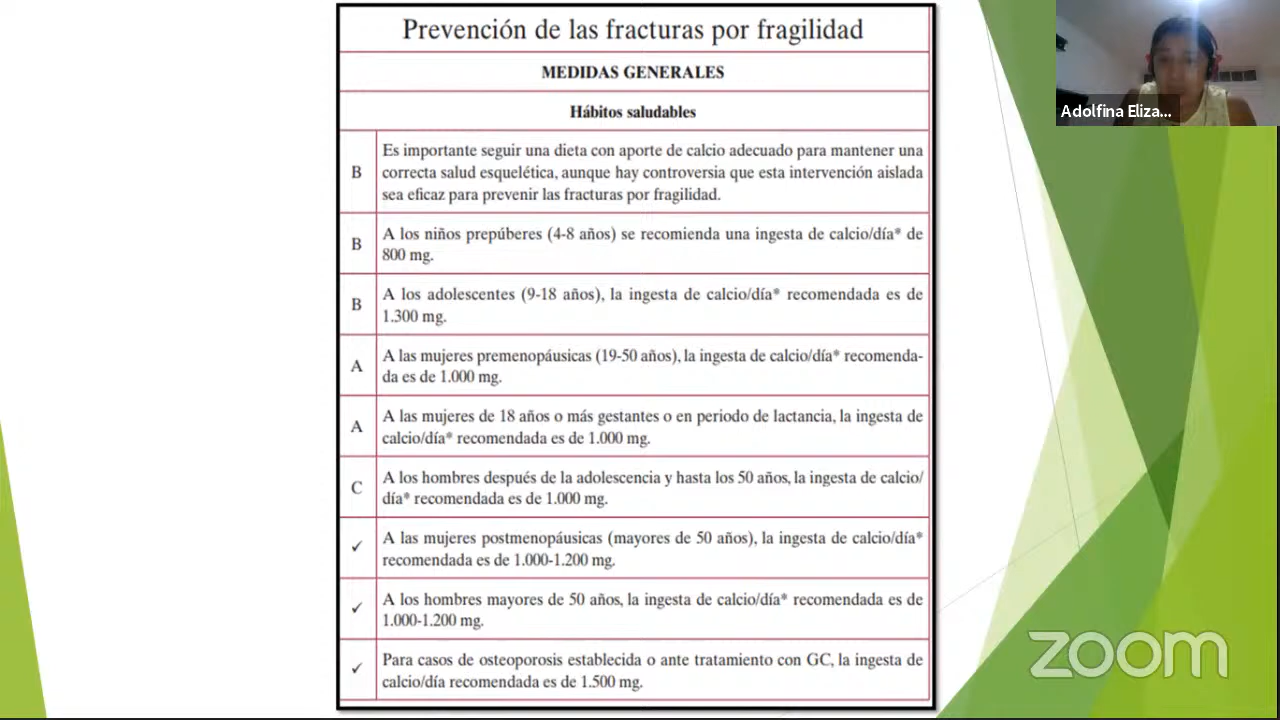 Prevención de las fracturas por fragilidad
MEDIDAS GENERALES
Hábitos saludables
B
Es importante seguir una dieta con aporte de calcio adecuado para mantener una
correcta salud esquelética, aunque hay controversia que esta intervención aislada
sea eficaz para prevenir las fracturas por fragilidad.
B
A los niños prepúberes (4-8 años) se recomienda una ingesta de calcio/día* de
800 mg.
B
A los adolescentes (9-18 años), la ingesta de calcio/día* recomendada es de
1.300 mg.
A
A las mujeres premenopáusicas (19-50 años), la ingesta de calcio/día* recomenda-
da es de 1.000 mg.
A
A las mujeres de 18 años o más gestantes o en periodo de lactancia, la ingesta de
calcio/día* recomendada es de 1.000 mg.
C
A los hombres después de la adolescencia y hasta los 50 años, la ingesta de calcio/
día* recomendada es de 1.000 mg.
✓
A las mujeres postmenopáusicas (mayores de 50 años), la ingesta de calcio/día*
recomendada es de 1.000-1.200 mg.
✓
A los hombres mayores de 50 años, la ingesta de calcio/día* recomendada es de
1.000-1.200 mg.
✓
Para casos de osteoporosis establecida o ante tratamiento con GC, la ingesta de
calcio/día recomendada es de 1.500 mg.
Adolfina Eliza...
zoom